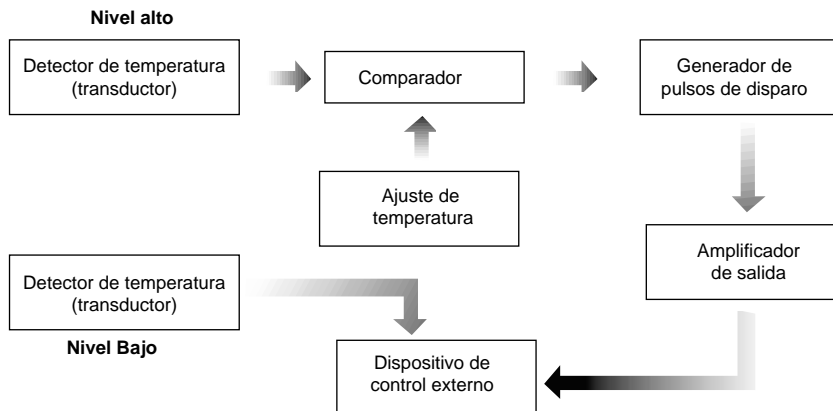 Nivel alto
Detector de temperatura
(transductor)
Comparador
Generador de
pulsos de disparo
Ajuste de
temperatura
Amplificador
de salida
Detector de temperatura
(transductor)
Nivel Bajo
Dispositivo de
control externo